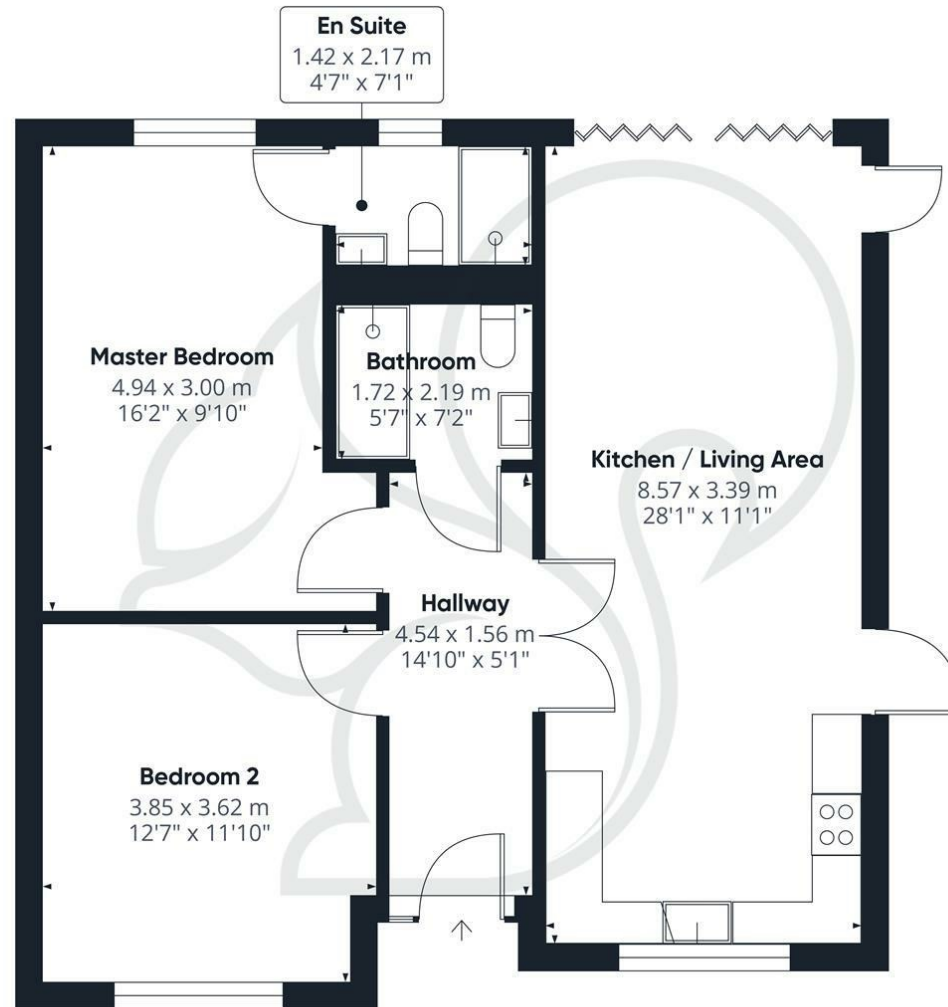 En Suite
1.42 x 2.17 m
4'7" x 7'1"
Master Bedroom
4.94 x 3.00 m
16'2" x 9'10"
Bathroom
1.72 x 2.19 m
5'7" x 7'2"
Kitchen / Living Area
8.57 x 3.39 m
28'1" x 11'1"
Hallway
4.54 x 1.56 m
14'10" x 5'1"
Bedroom 2
3.85 x 3.62 m
12'7" x 11'10"